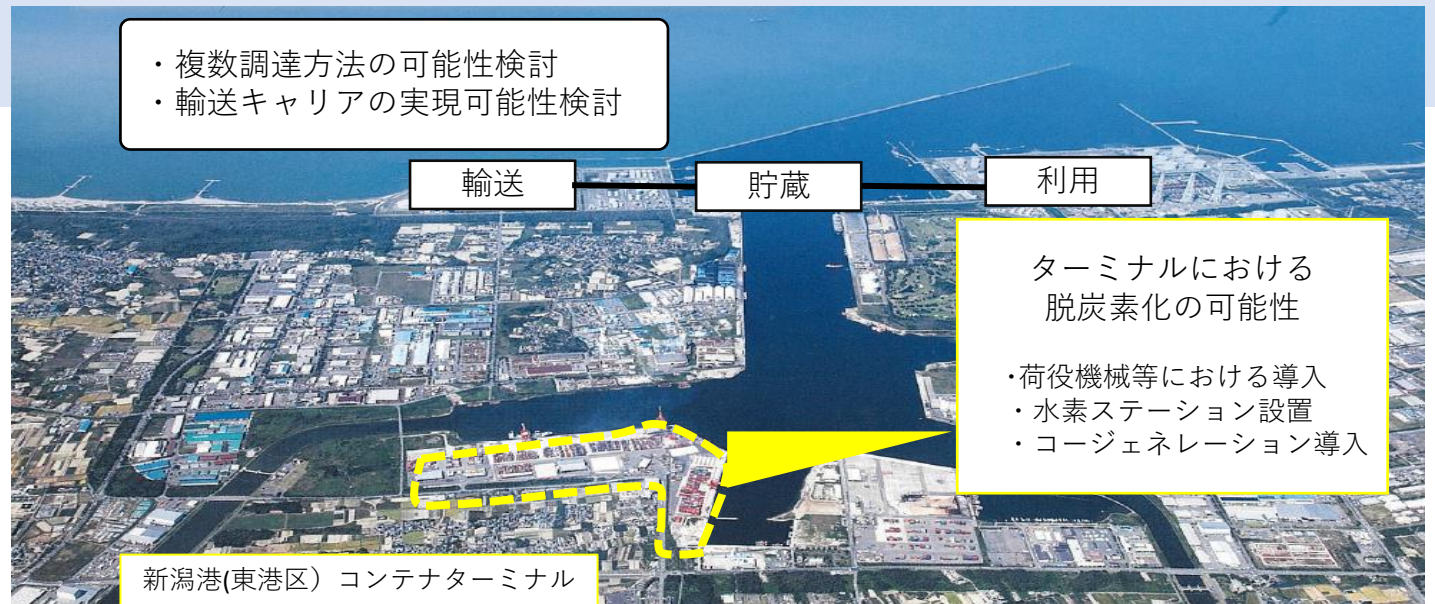 ・複数調達方法の可能性検討
・輸送キャリアの実現可能性検討
輸送
貯蔵
利用
ターミナルにおける
脱炭素化の可能性
・荷役機械等における導入
・水素ステーション設置
・コージェネレーション導入
新潟港(東港区）コンテナターミナル